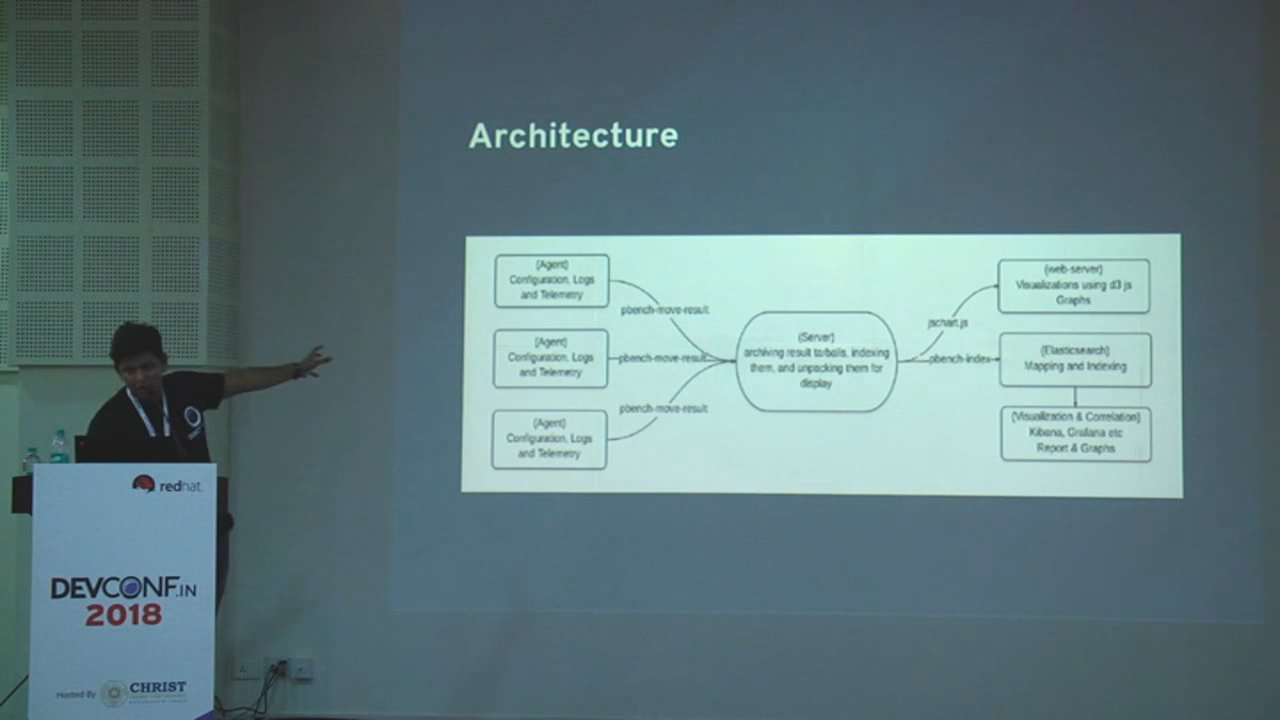 Architecture
(Agent)
Configuration, Logs
and Telemetry
pbench-move-result
(Agent)
Configuration, Logs
and Telemetry
pbench-move-result
(Agent)
Configuration, Logs
and Telemetry
pbench-move-result
(Server)
archiving result tarballs, indexing
them, and unpacking them for
display
jschart.js
pbench-index
(web-server)
Visualizations using d3 js
Graphs
(Elasticsearch)
Mapping and Indexing
(Visualization & Correlation)
Kibana, Grafana etc
Report & Graphs
redhat.
DEVCONF.IN
2018
Hosted By
CHRIST